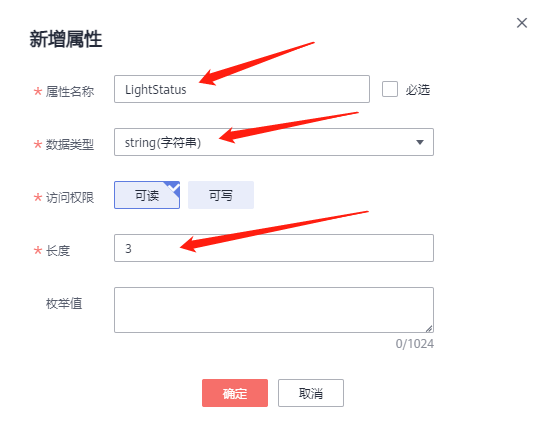 新增属性
* 属性名称 LightStatus 必选
* 数据类型 string(字符串)
* 访问权限 可读 可写
* 长度 3
枚举值
0/1024
确定 取消